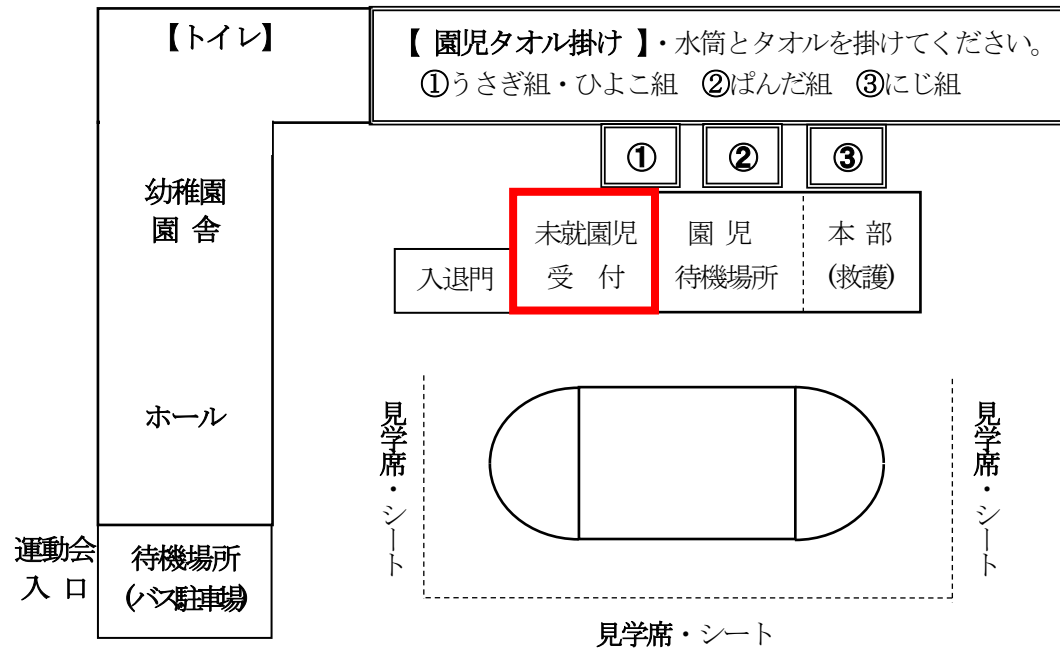 【トイレ】
【 園児タオル掛け 】・水筒とタオルを掛けてください。
①うさぎ組・ひよこ組 ②ぱんだ組 ③にじ組
① ② ③
幼稚園
園 舎
未就園児
受 付
園 児
待機場所
本 部
(救護)
入退門
ホール
見学席・シート
見学席・シート
運動会
入 口
待機場所
(バス駐車場)
見学席・シート